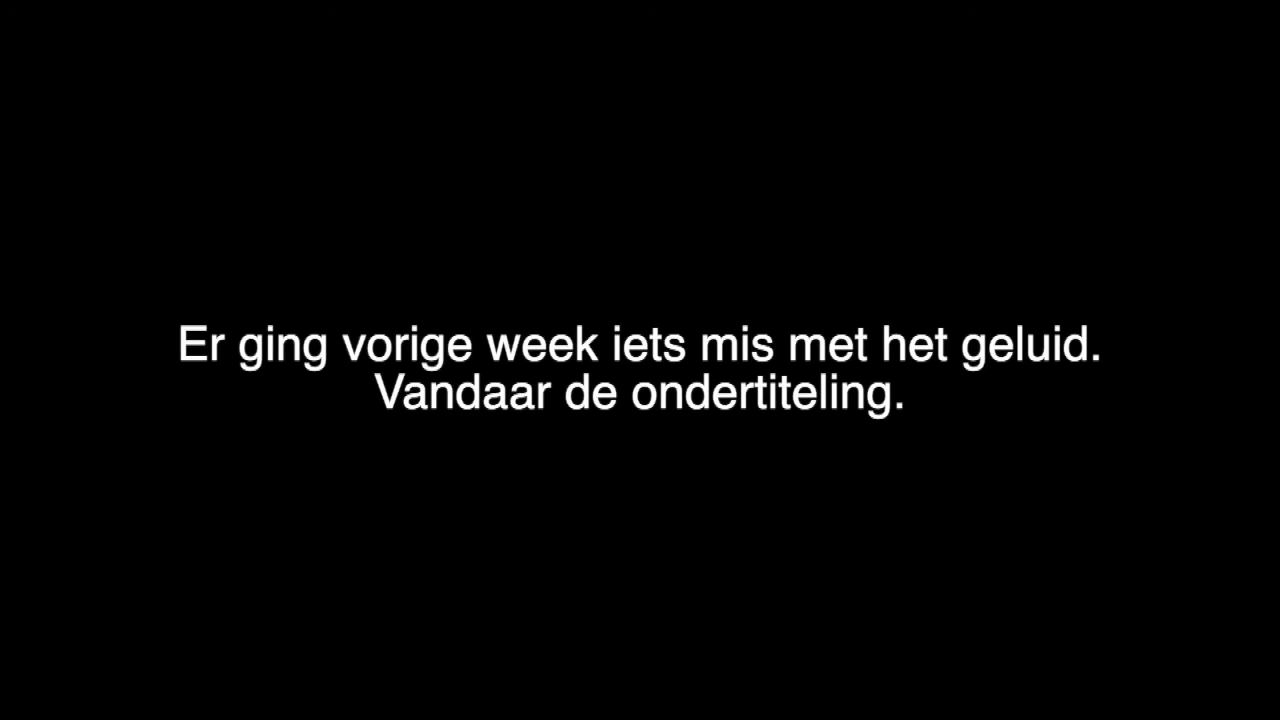 Er ging vorige week iets mis met het geluid.
Vandaar de ondertiteling.